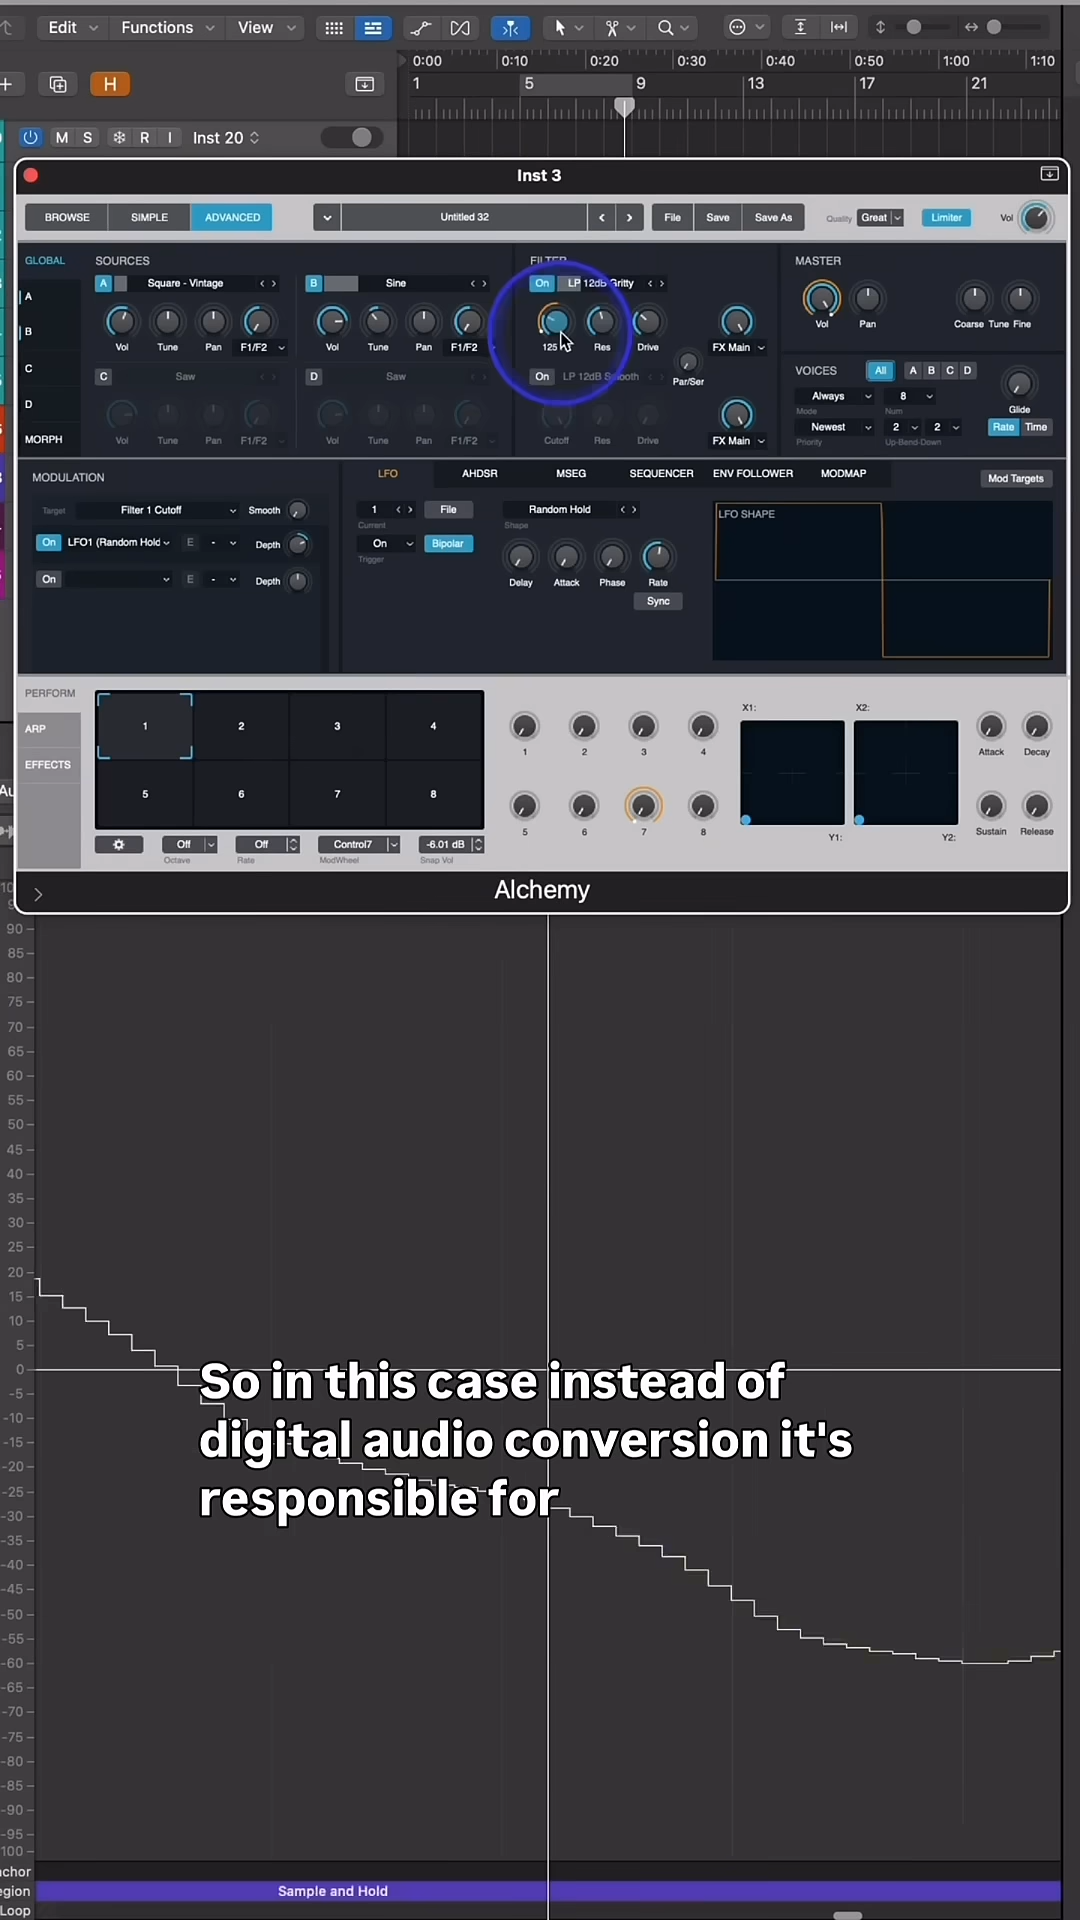 Edit Functions View
0:00 0:10 0:20 0:30 0:40 0:50 1:00 1:10
H
1 5 9 13 17 21
M S R I Inst 20
Inst 3
BROWSE SIMPLE ADVANCED Untitled 32 File Save Save As Quality Great Limiter Vol
GLOBAL SOURCES FILTER MASTER
A Square - Vintage B Sine On LP 12dB Gritty
A
B
Vol Tune Pan F1/F2 Vol Tune Pan F1/F2 125 Res Drive FX Main Vol Pan Coarse Tune Fine
C C Saw D Saw On LP 12dB Smooth Par/Ser VOICES All A B C D
D
Always 8 Glide
Mode Num
Vol Tune Pan F1/F2 Vol Tune Pan F1/F2 Cutoff Res Drive FX Main Newest 2 2 Rate Time
MORPH Priority Up-Bend-Down
MODULATION LFO AHDSR MSEG SEQUENCER ENV FOLLOWER MODMAP Mod Targets
Target Filter 1 Cutoff Smooth 1 File Random Hold LFO SHAPE
Current Shape
On LFO1 (Random Hold E - Depth On Bipolar
Trigger
On E - Depth Delay Attack Phase Rate
Sync
PERFORM
ARP
EFFECTS
1 2 3 4
5 6 7 8
1 2 3 4
5 6 7 8
X1: X2:
Attack Decay
Sustain Release
Y1: Y2:
Off Off Control7 -6.01 dB
Octave Rate ModWheel Snap Vol
Alchemy
90
85
80
75
70
65
60
55
50
45
40
35
30
25
20
15
10
5
0
-5
-10
-15
-20
-25
-30
-35
-40
-45
-50
-55
-60
-65
-70
-75
-80
-85
-90
-95
-100
So in this case instead of
digital audio conversion it's
responsible for
nchor
egion Sample and Hold
Loop